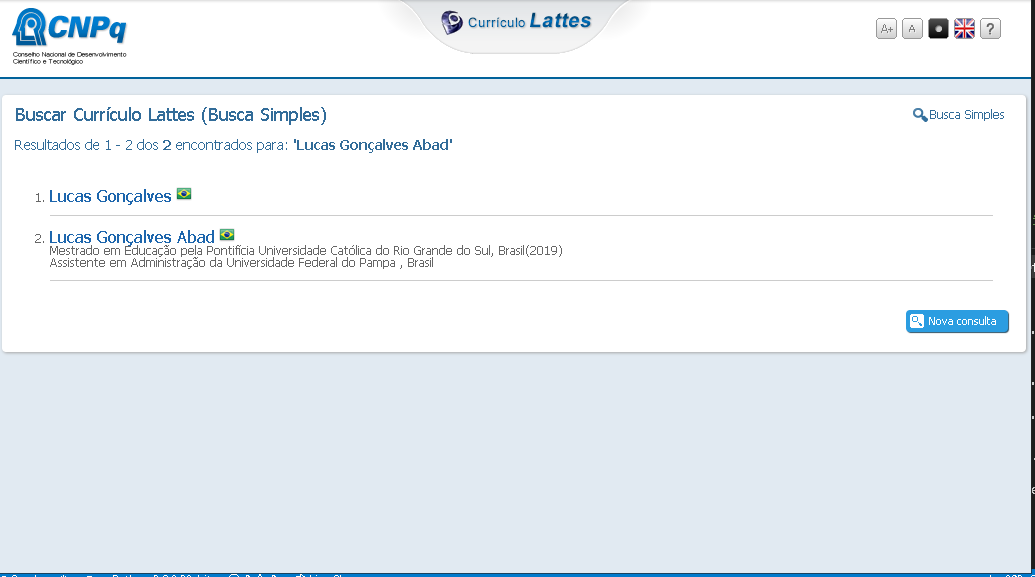 CNPq
Conselho Nacional de Desenvolvimento
Científico e Tecnológico
Currículo Lattes
A+ A ?
Buscar Currículo Lattes (Busca Simples)
Busca Simples
Resultados de 1 - 2 dos 2 encontrados para: 'Lucas Gonçalves Abad'
1. Lucas Gonçalves
2. Lucas Gonçalves Abad
Mestrado em Educação pela Pontifícia Universidade Católica do Rio Grande do Sul, Brasil(2019)
Assistente em Administração da Universidade Federal do Pampa , Brasil
Nova consulta